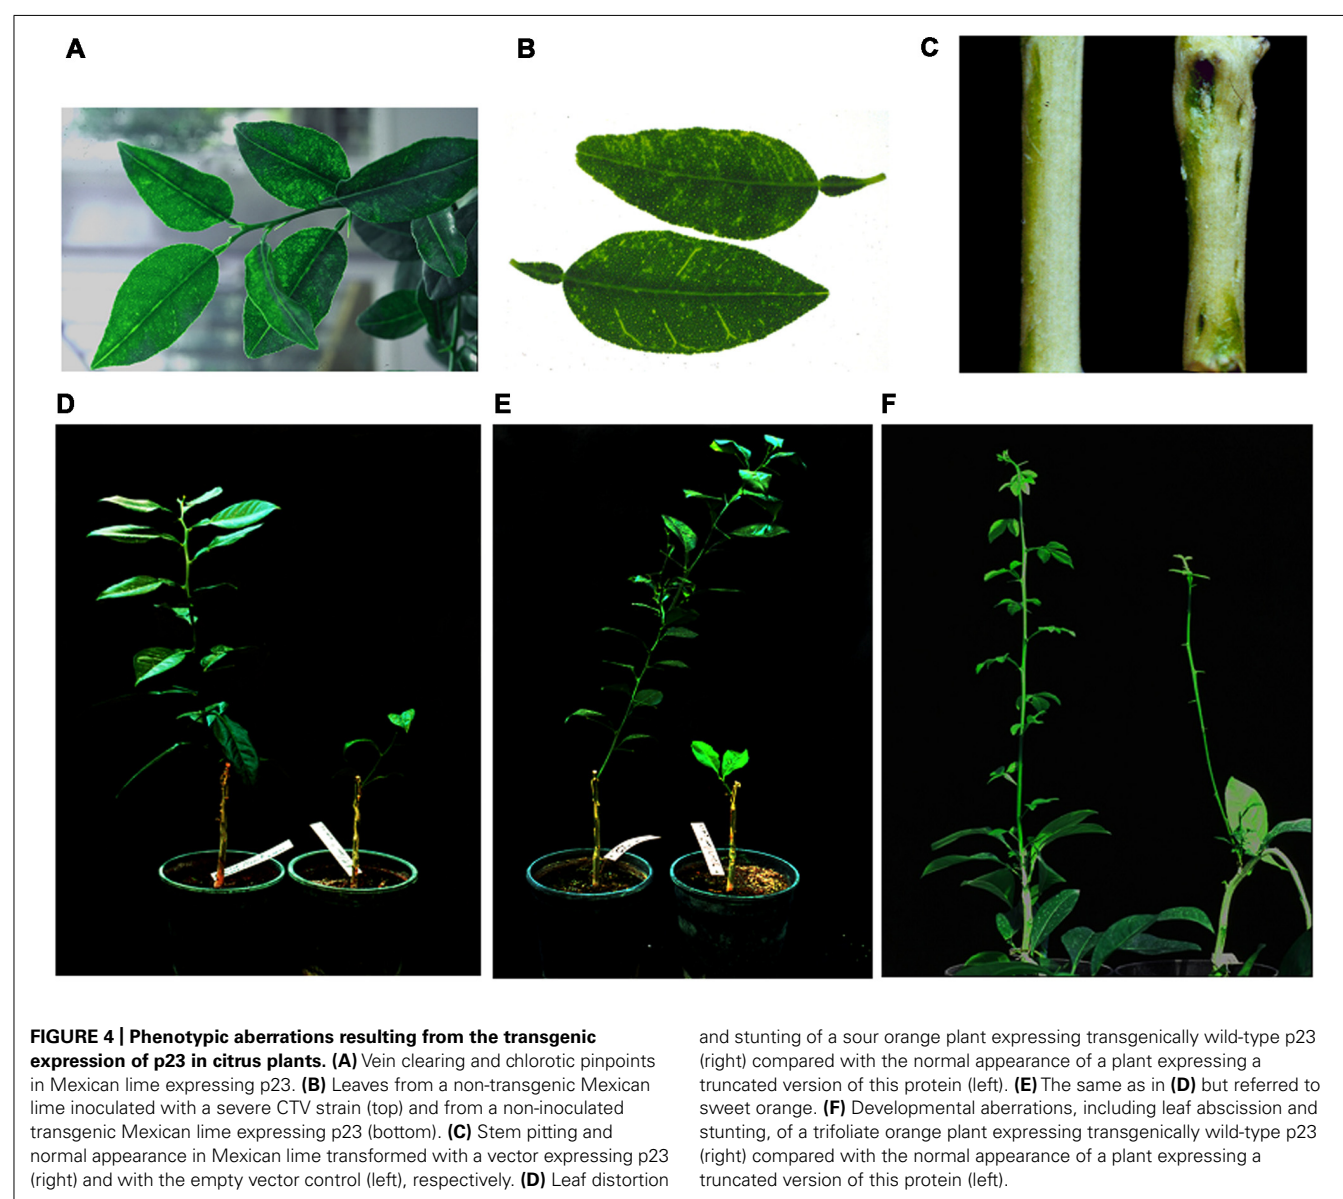 A
B
C
D
E
F
FIGURE 4 | Phenotypic aberrations resulting from the transgenic
expression of p23 in citrus plants. (A) Vein clearing and chlorotic pinpoints
in Mexican lime expressing p23. (B) Leaves from a non-transgenic Mexican
lime inoculated with a severe CTV strain (top) and from a non-inoculated
transgenic Mexican lime expressing p23 (bottom). (C) Stem pitting and
normal appearance in Mexican lime transformed with a vector expressing p23
(right) and with the empty vector control (left), respectively. (D) Leaf distortion
and stunting of a sour orange plant expressing transgenically wild-type p23
(right) compared with the normal appearance of a plant expressing a
truncated version of this protein (left). (E) The same as in (D) but referred to
sweet orange. (F) Developmental aberrations, including leaf abscission and
stunting, of a trifoliate orange plant expressing transgenically wild-type p23
(right) compared with the normal appearance of a plant expressing a
truncated version of this protein (left).